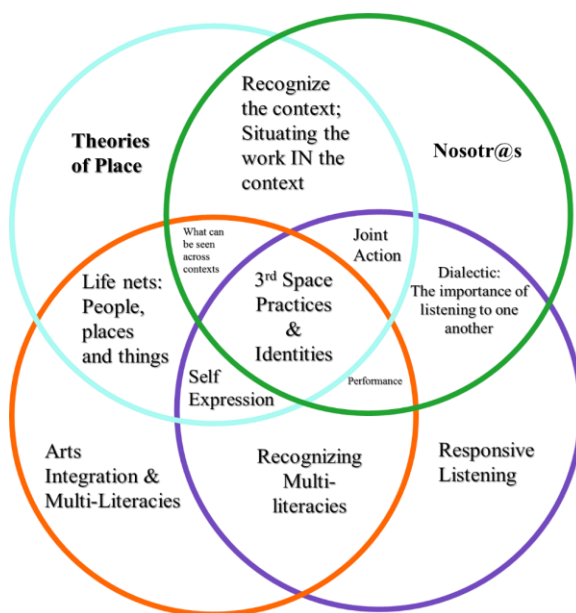 Recognize
the context;
Situating the
work IN the
context
Theories
of Place
Nosotr@s
What can
be seen
across
contexts
Joint
Action
Life nets:
People,
places
and things
3rd Space
Practices
&
Identities
Dialectic:
The importance of
listening to one
another
Self
Expression
Performance
Arts
Integration &
Multi-Literacies
Recognizing
Multi-
literacies
Responsive
Listening